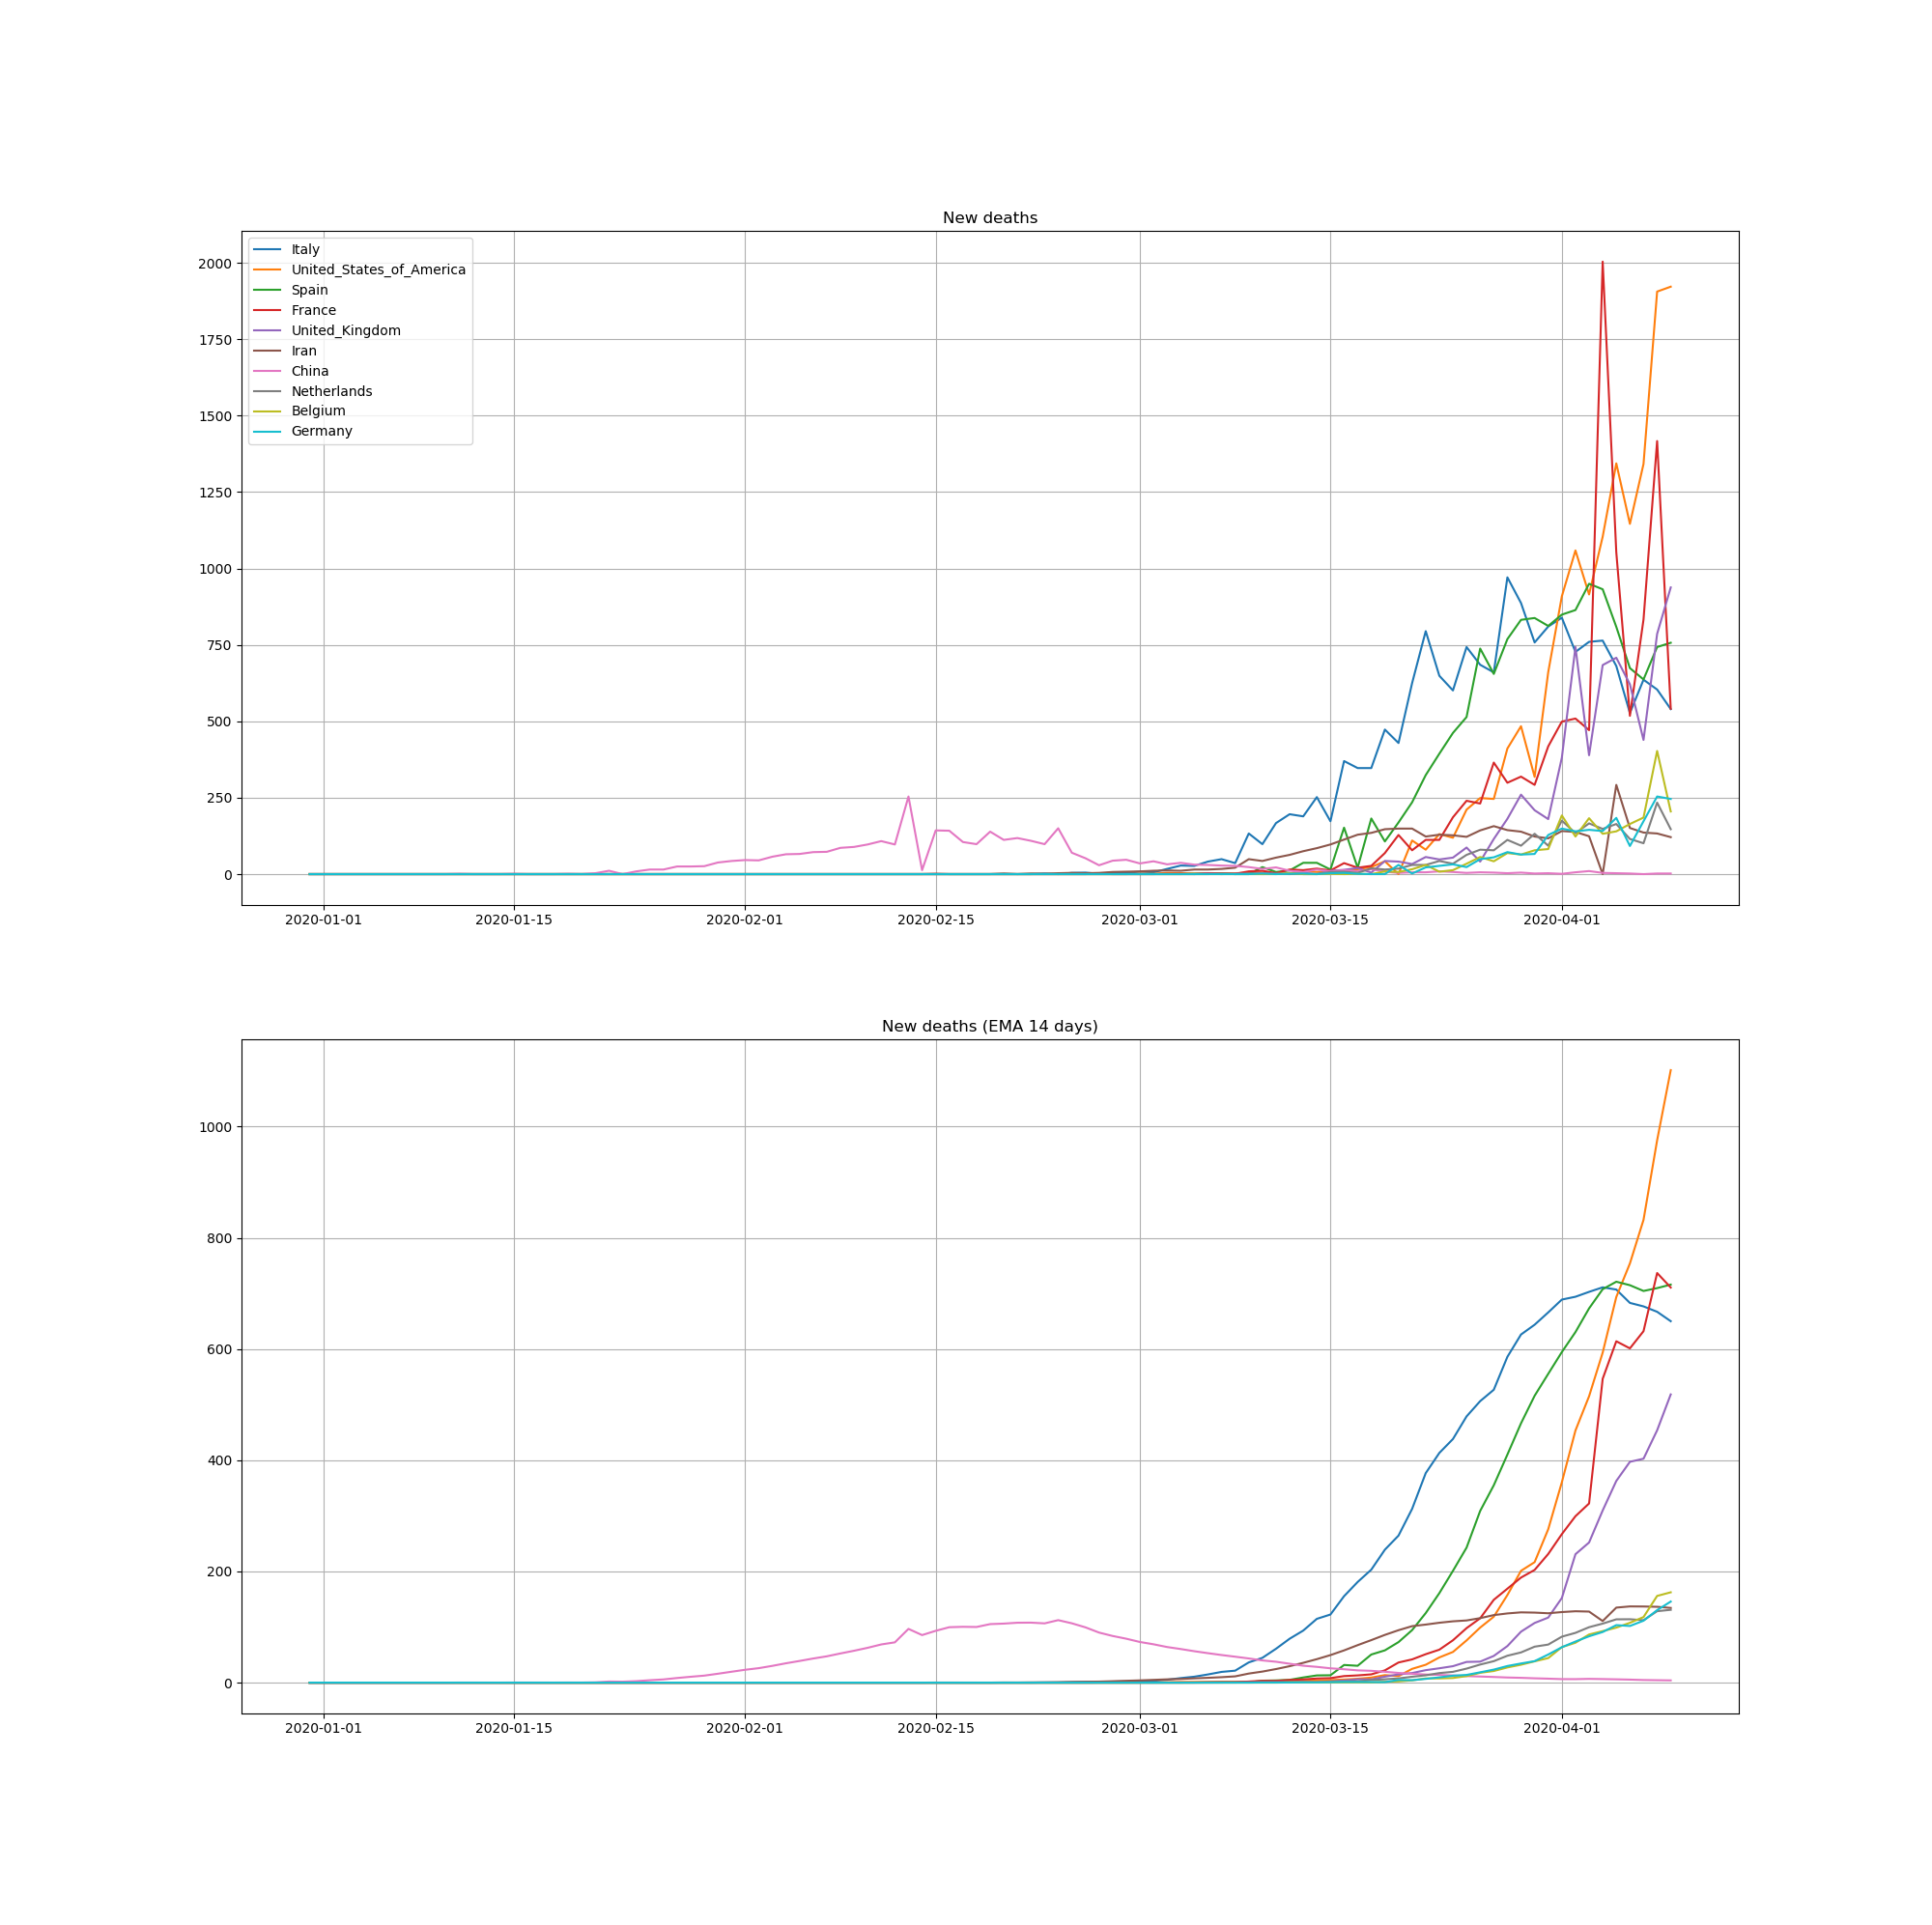 New deaths
2000
1750
1500
1250
1000
750
500
250
0
Italy
United_States_of_America
Spain
France
United_Kingdom
Iran
China
Netherlands
Belgium
Germany
2020-01-01 2020-01-15 2020-02-01 2020-02-15 2020-03-01 2020-03-15 2020-04-01
New deaths (EMA 14 days)
1000
800
600
400
200
0
2020-01-01 2020-01-15 2020-02-01 2020-02-15 2020-03-01 2020-03-15 2020-04-01